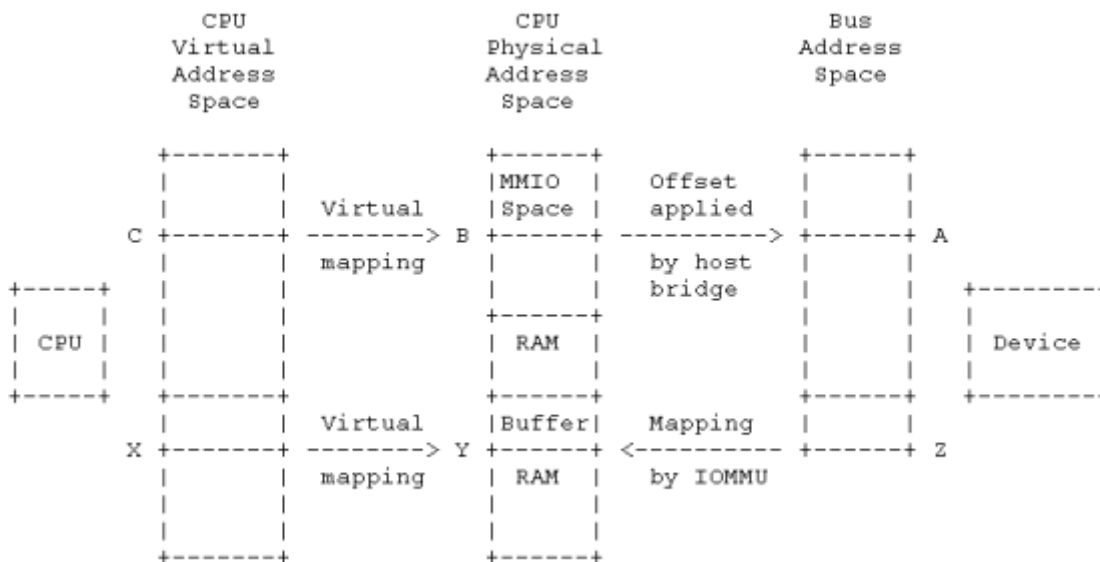 CPU                  CPU                  Bus
             Virtual              Physical             Address
             Address              Address               Space
              Space                Space

            +-------+             +------+             +------+
            |       |             |MMIO  |   Offset    |      |
            |       |  Virtual    |Space |   applied   |      |
          C +-------+ --------> B +------+ ----------> +------+ A
            |       |  mapping    |      |   by host   |      |
  +-----+   |       |             |      |   bridge    |      |   +--------
  |     |   |       |             +------+             |      |   |
  | CPU |   |       |             | RAM  |             |      |   | Device
  |     |   |       |             |      |             |      |   |
  +-----+   +-------+             +------+             +------+   +--------
            |       |  Virtual    |Buffer|   Mapping   |      |
          X +-------+ --------> Y +------+ <---------- +------+ Z
            |       |  mapping    | RAM  |   by IOMMU
            |       |             |      |
            |       |             |      |
            +-------+             +------+